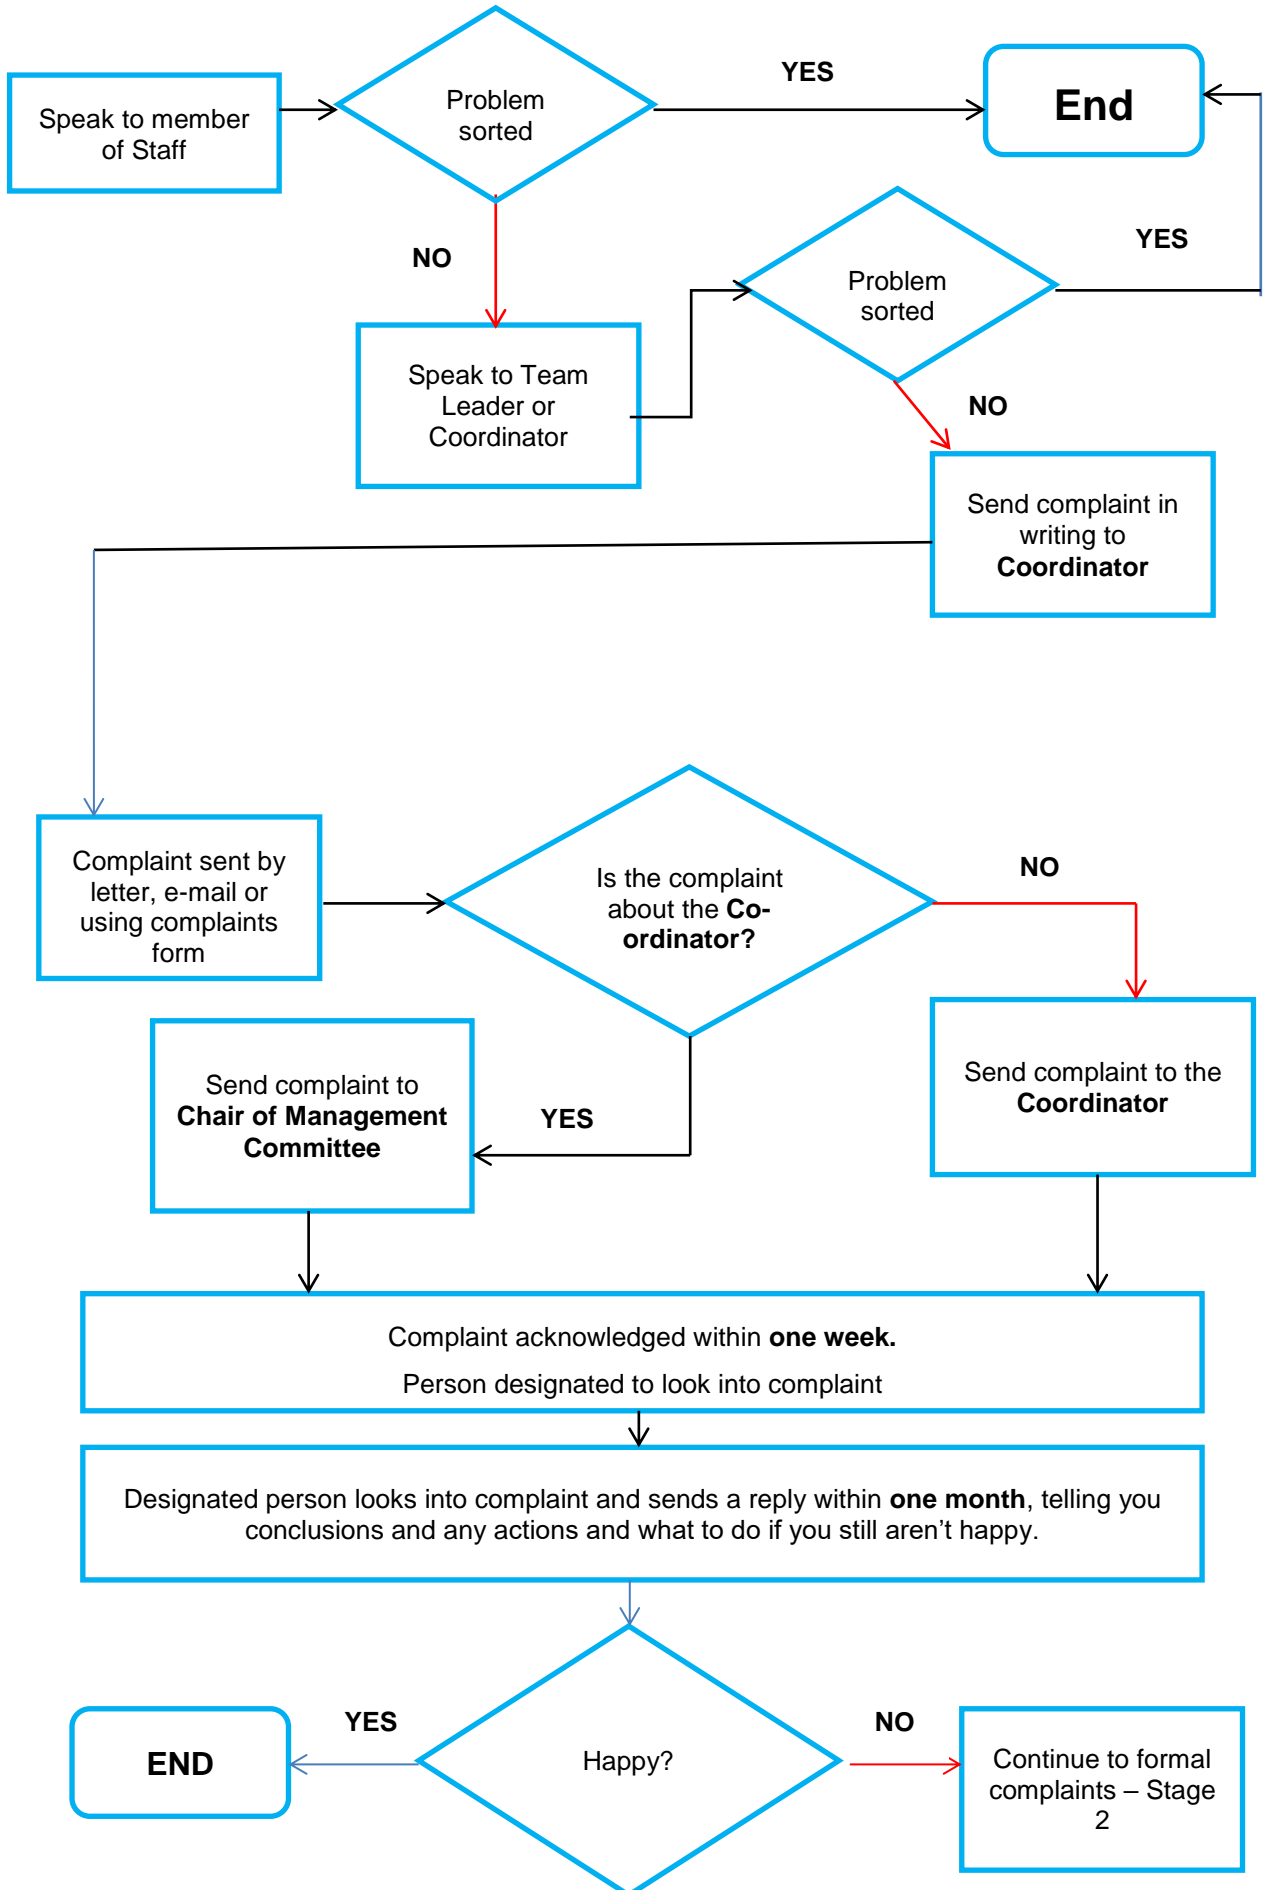 Speak to member
of Staff
Problem
sorted
YES
End
NO
Speak to Team
Leader or
Coordinator
Problem
sorted
YES
NO
Send complaint in
writing to
Coordinator
Complaint sent by
letter, e-mail or
using complaints
form
Is the complaint
about the Co-
ordinator?
NO
Send complaint to
Chair of Management
Committee
YES
Send complaint to the
Coordinator
Complaint acknowledged within one week.
Person designated to look into complaint
Designated person looks into complaint and sends a reply within one month, telling you
conclusions and any actions and what to do if you still aren’t happy.
END
YES
Happy?
NO
Continue to formal
complaints – Stage
2